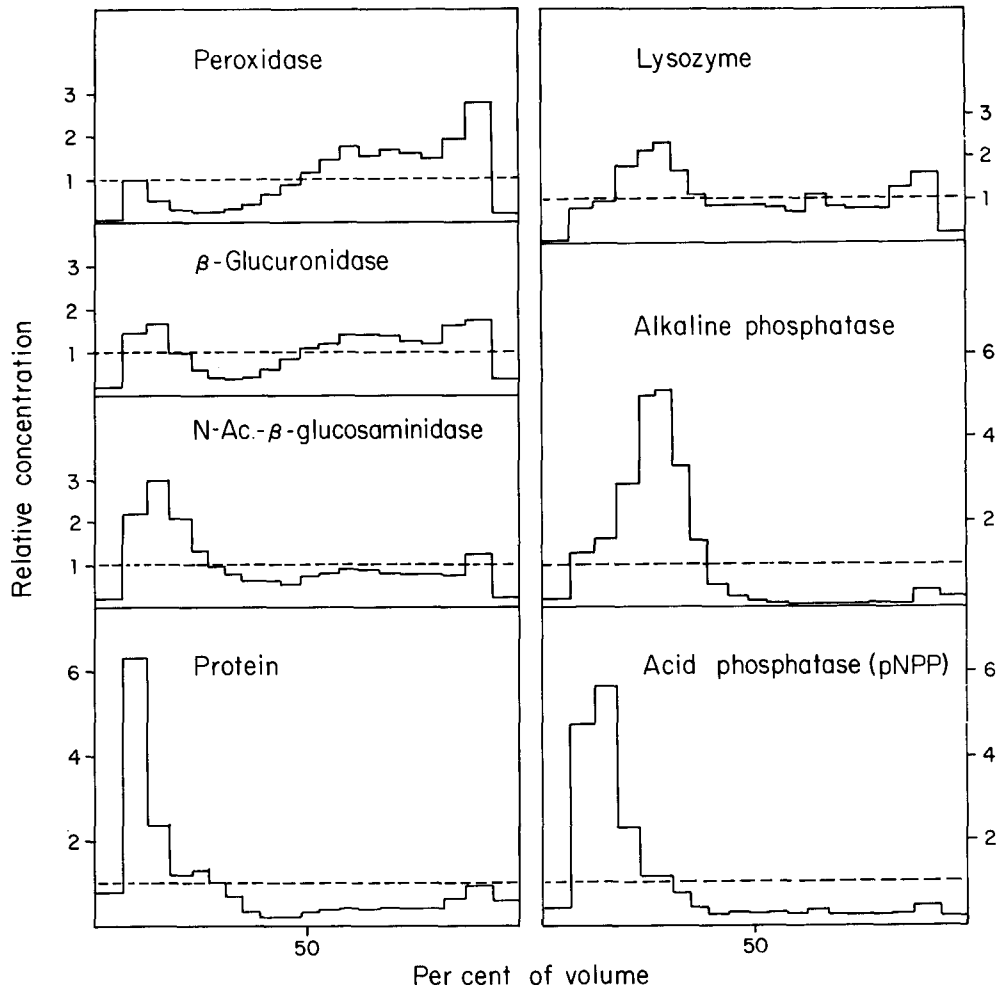 Peroxidase
3
2
1
β-Glucuronidase
3
2
1
N-Ac.-β-glucosaminidase
3
2
1
Protein
6
4
2
50
Lysozyme
3
2
1
Alkaline phosphatase
6
4
2
Acid phosphatase (pNPP)
6
4
2
50
Relative concentration
Per cent of volume